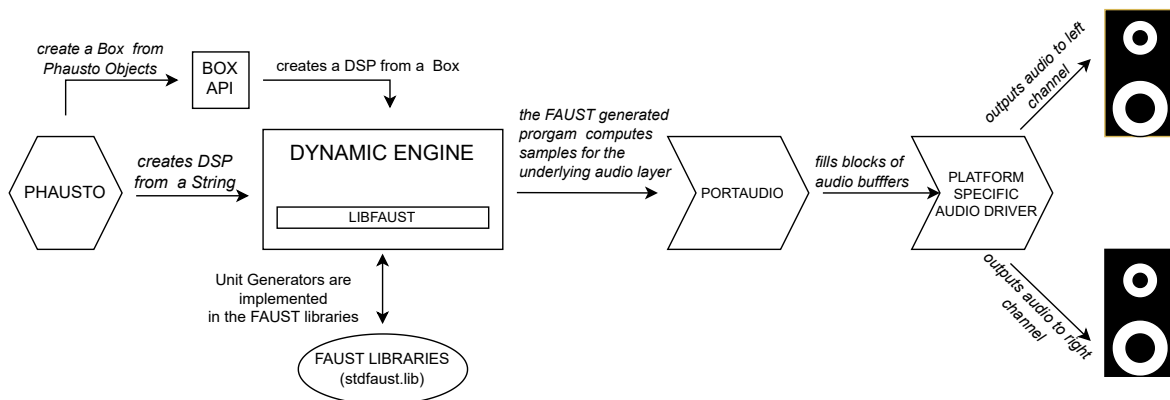 create a Box from
Phausto Objects
BOX
API
creates a DSP from a Box
PHAUSTO
creates DSP
from a String
DYNAMIC ENGINE
LIBFAUST
Unit Generators are
implemented
in the FAUST libraries
FAUST LIBRARIES
(stdfaust.lib)
the FAUST generated
prorgam computes
samples for the
underlying audio layer
PORTAUDIO
fills blocks of
audio bufffers
PLATFORM
SPECIFIC
AUDIO DRIVER
outputs audio to left
channel
outputs audio to right
channel